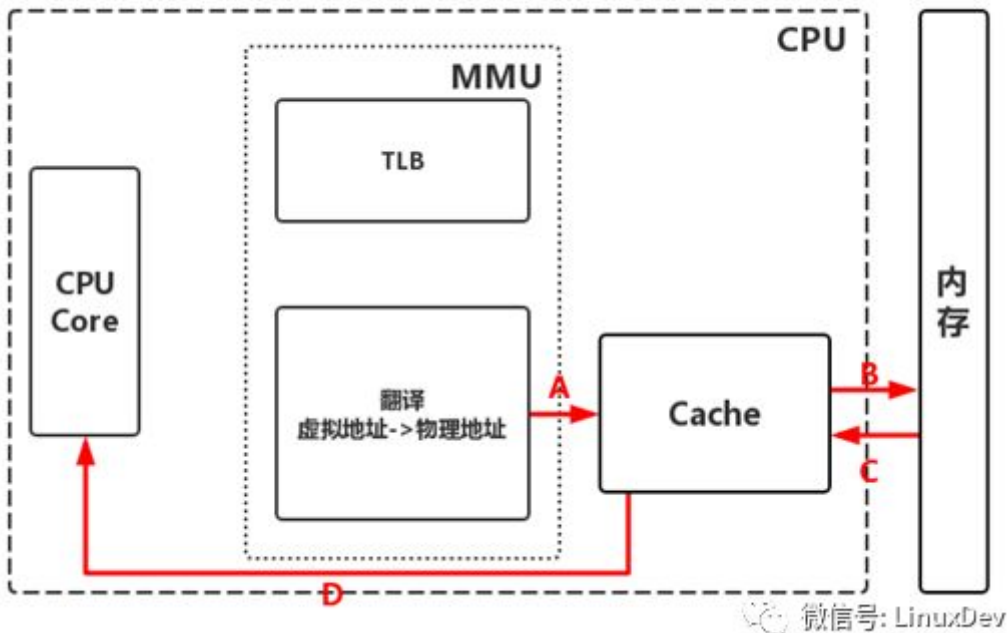 CPU
MMU
TLB
CPU
Core
内
存
翻译
虚拟地址->物理地址
A
Cache
B
C
D
微信号: LinuxDev